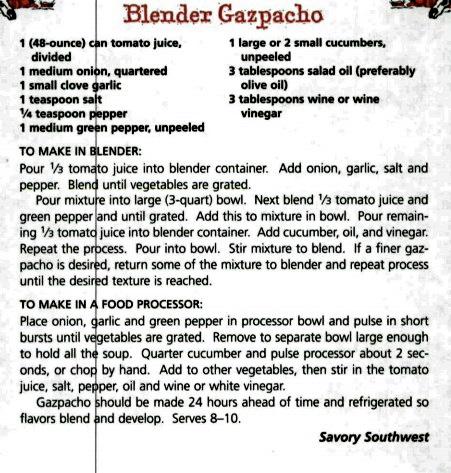 Blender Gazpacho
1 (48-ounce) can tomato juice,
divided
1 medium onion, quartered
1 small clove garlic
1 teaspoon salt
¼ teaspoon pepper
1 medium green pepper, unpeeled
1 large or 2 small cucumbers,
unpeeled
3 tablespoons salad oil (preferably
olive oil)
3 tablespoons wine or wine
vinegar
TO MAKE IN BLENDER:
Pour ⅓ tomato juice into blender container. Add onion, garlic, salt and
pepper. Blend until vegetables are grated.
Pour mixture into large (3-quart) bowl. Next blend ⅓ tomato juice and
green pepper and until grated. Add this to mixture in bowl. Pour remain-
ing ⅓ tomato juice into blender container. Add cucumber, oil, and vinegar.
Repeat the process. Pour into bowl. Stir mixture to blend. If a finer gaz-
pacho is desired, return some of the mixture to blender and repeat process
until the desired texture is reached.
TO MAKE IN A FOOD PROCESSOR:
Place onion, garlic and green pepper in processor bowl and pulse in short
bursts until vegetables are grated. Remove to separate bowl large enough
to hold all the soup. Quarter cucumber and pulse processor about 2 sec-
onds, or chop by hand. Add to other vegetables, then stir in the tomato
juice, salt, pepper, oil and wine or white vinegar.
Gazpacho should be made 24 hours ahead of time and refrigerated so
flavors blend and develop. Serves 8–10.
Savory Southwest